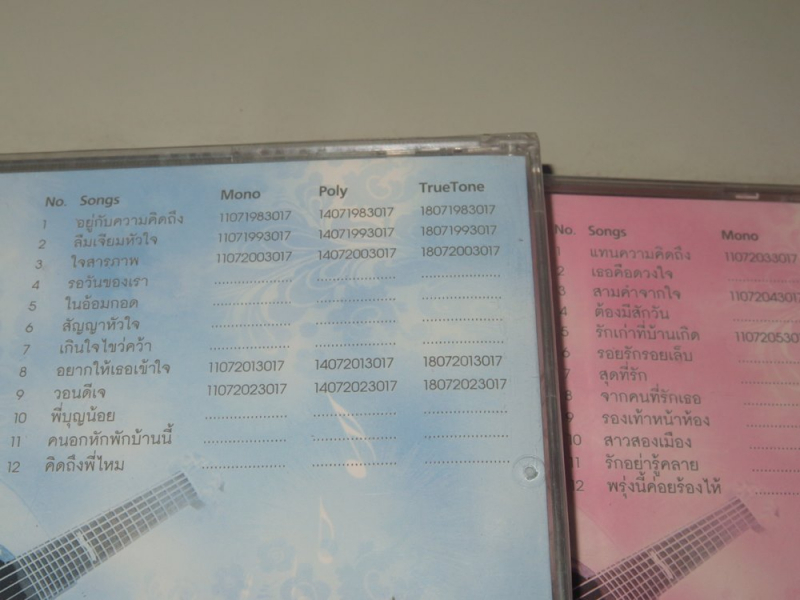 No. Songs Mono Poly TrueTone
1 อยู่กับความคิดถึง 11071983017 14071983017 18071983017
2 ลืมเจียมหัวใจ 11071993017 14071993017 18071993017
3 ใจสารภาพ 11072003017 14072003017 18072003017
4 รอวันของเรา
5 ในอ้อมกอด
6 สัญญาหัวใจ
7 เกินใจไขว่คว้า
8 อยากให้เธอเข้าใจ 11072013017 14072013017 18072013017
9 วอนดีเจ 11072023017 14072023017 18072023017
10 พี่บุญน้อย
11 คนอกหักพักบ้านนี้
12 คิดถึงพี่ไหม
No. Songs Mono
1 แทนความคิดถึง 11072033017
2 เธอคือดวงใจ
3 สามคำจากใจ 11072043017
4 ต้องมีสักวัน
5 รักเก่าที่บ้านเกิด 1107205301
6 รอยรักรอยเล็บ
7 สุดที่รัก
8 จากคนที่รักเธอ
9 รองเท้าหน้าห้อง
10 สาวสองเมือง
11 รักอย่ารู้คลาย
12 พรุ่งนี้ค่อยร้องไห้